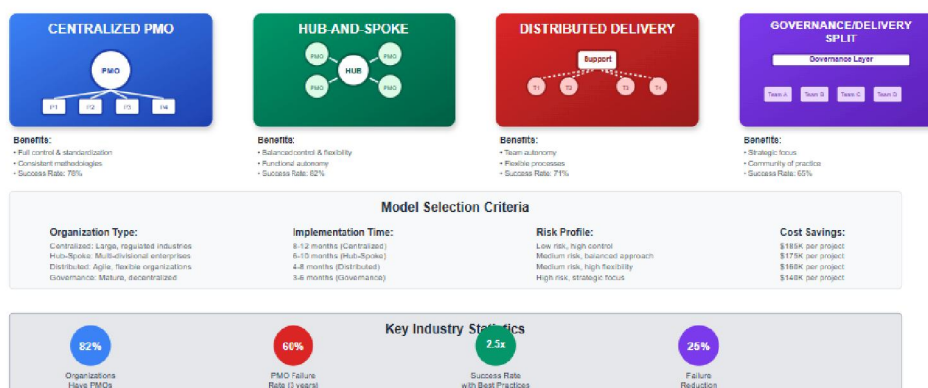 CENTRALIZED PMO
PMO
P1 P2 P3 P4
HUB-AND-SPOKE
PMO PMO
HUB
PMO PMO
DISTRIBUTED DELIVERY
Support
T1 T2 T3 T4
GOVERNANCE/DELIVERY
SPLIT
Governance Layer
Team A Team B Team C Team D
Benefits:
• Full control & standardization
• Consistent methodologies
• Success Rate: 78%
Benefits:
• Balanced control & flexibility
• Functional autonomy
• Success Rate: 82%
Benefits:
• Team autonomy
• Flexible processes
• Success Rate: 71%
Benefits:
• Strategic focus
• Community of practice
• Success Rate: 65%
Model Selection Criteria
Organization Type:
Centralized: Large, regulated industries
Hub-Spoke: Multi-divisional enterprises
Distributed: Agile, flexible organizations
Governance: Mature, decentralized
Implementation Time:
8-12 months (Centralized)
6-10 months (Hub-Spoke)
4-8 months (Distributed)
3-6 months (Governance)
Risk Profile:
Low risk, high control
Medium risk, balanced approach
Medium risk, high flexibility
High risk, strategic focus
Cost Savings:
$185K per project
$175K per project
per project
per project
Key Industry Statistics
82%
Organizations
Have PMOs
60%
PMO Failure
Rate (3 years)
2.5x
Success Rate
with Best Practices
25%
Failure
Reduction